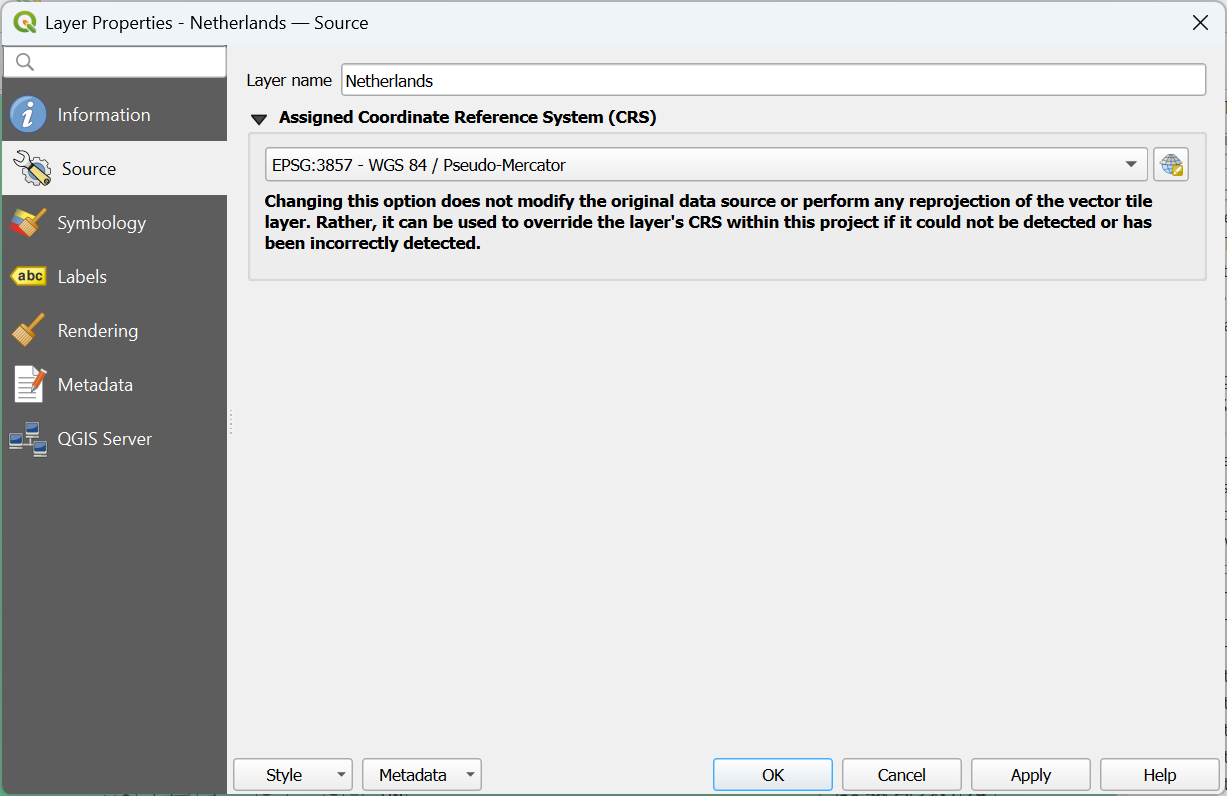 Layer Properties - Netherlands — Source
Information
Source
Symbology
abc Labels
Rendering
Metadata
QGIS Server
Layer name Netherlands
Assigned Coordinate Reference System (CRS)
EPSG:3857 - WGS 84 / Pseudo-Mercator
Changing this option does not modify the original data source or perform any reprojection of the vector tile
layer. Rather, it can be used to override the layer's CRS within this project if it could not be detected or has
been incorrectly detected.
Style Metadata OK Cancel Apply Help